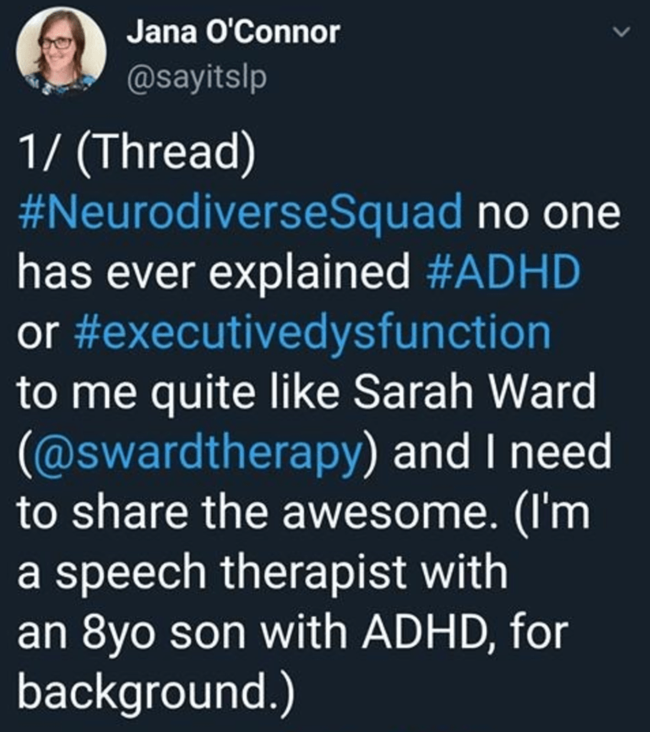 Jana O'Connor
@sayitslp
1/ (Thread)
#NeurodiverseSquad no one
has ever explained #ADHD
or #executivedysfunction
to me quite like Sarah Ward
(@swardtherapy) and I need
to share the awesome. (I'm
a speech therapist with
an 8yo son with ADHD, for
background.)